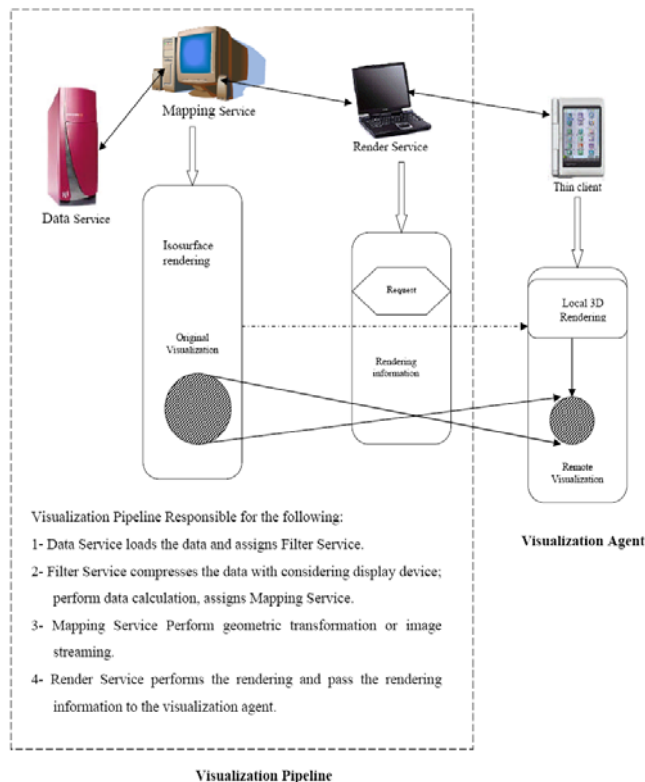 Mapping Service
Render Service
Data Service
Thin client
Isosurface
rendering
Request
Local 3D
Rendering
Original
Visualization
Rendering
information
Remote
Visualization
Visualization Pipeline Responsible for the following:
1- Data Service loads the data and assigns Filter Service.
2- Filter Service compresses the data with considering display device;
perform data calculation, assigns Mapping Service.
3- Mapping Service Perform geometric transformation or image
streaming.
4- Render Service performs the rendering and pass the rendering
information to the visualization agent.
Visualization Agent
Visualization Pipeline